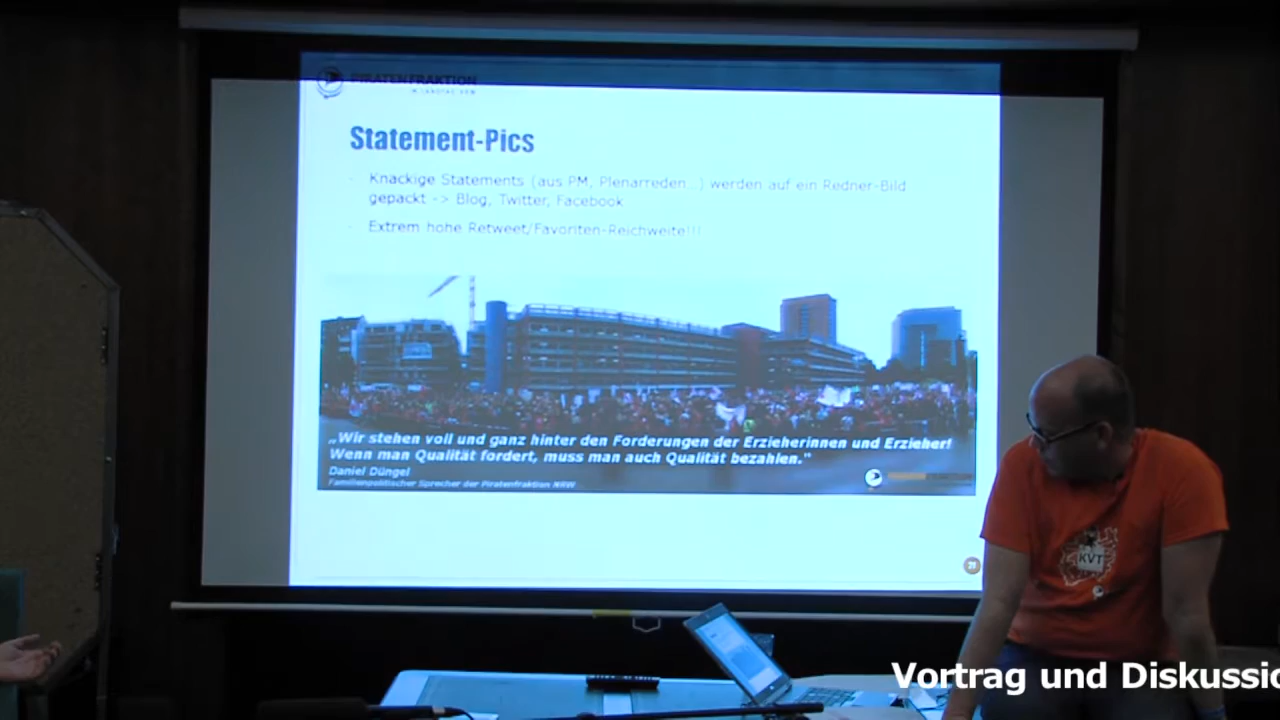 PIRATENFRAKTION
IM LANDTAG NRW
Statement-Pics
- Knackige Statements (aus PM, Plenarreden...) werden auf ein Redner-Bild
gepackt -> Blog, Twitter, Facebook
- Extrem hohe Retweet/Favoriten-Reichweite!!!
„Wir stehen voll und ganz hinter den Forderungen der Erzieherinnen und Erzieher!
Wenn man Qualität fordert, muss man auch Qualität bezahlen."
Daniel Düngel
Familienpolitischer Sprecher der Piratenfraktion NRW
KVT
Vortrag und Diskussio